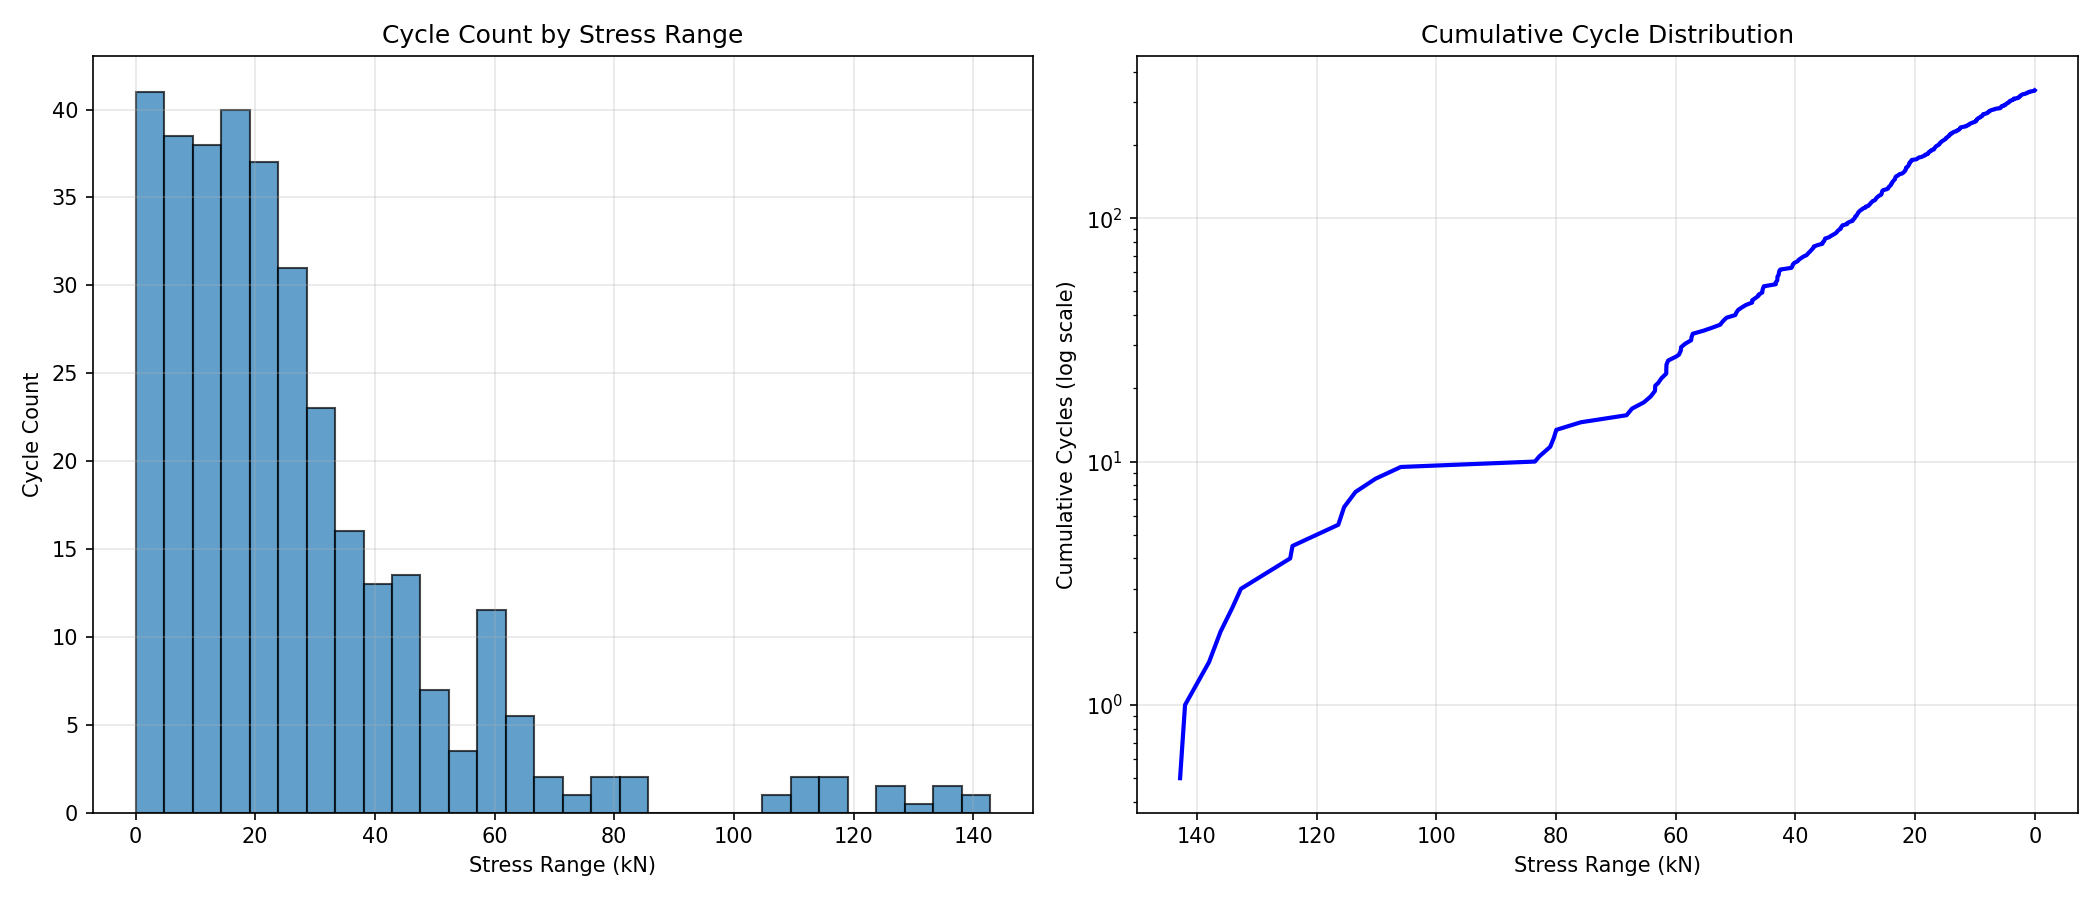 Cycle Count by Stress Range
Cycle Count
40
35
30
25
20
15
10
5
0
0 20 40 60 80 100 120 140
Stress Range (kN)
Cumulative Cycle Distribution
Cumulative Cycles (log scale)
10²
10¹
10⁰
140 120 100 80 60 40 20 0
Stress Range (kN)